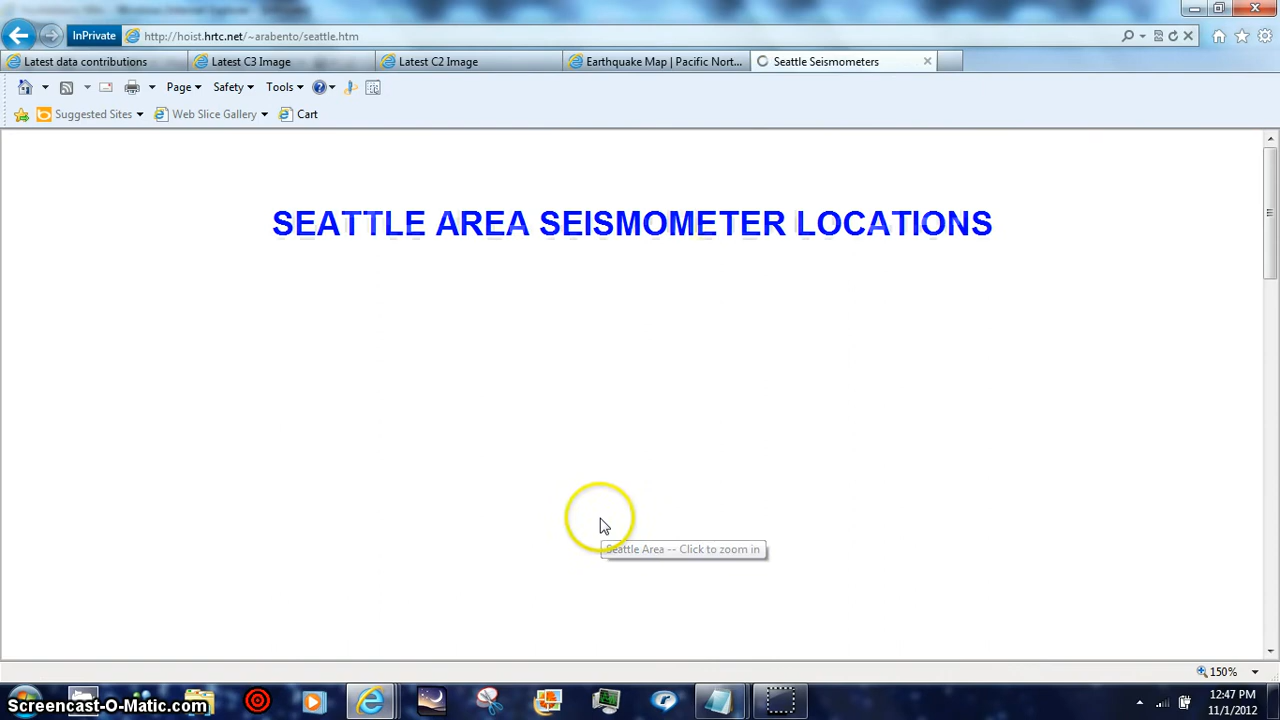 InPrivate
http://hoist.hrtc.net/~arabento/seattle.htm
Latest data contributions
Latest C3 Image
Latest C2 Image
Earthquake Map | Pacific Nort...
Seattle Seismometers
Page
Safety
Tools
Suggested Sites
Web Slice Gallery
Cart
SEATTLE AREA SEISMOMETER LOCATIONS
Seattle Area -- Click to zoom in
150%
Screencast-O-Matic.com
12:47 PM
11/1/2012